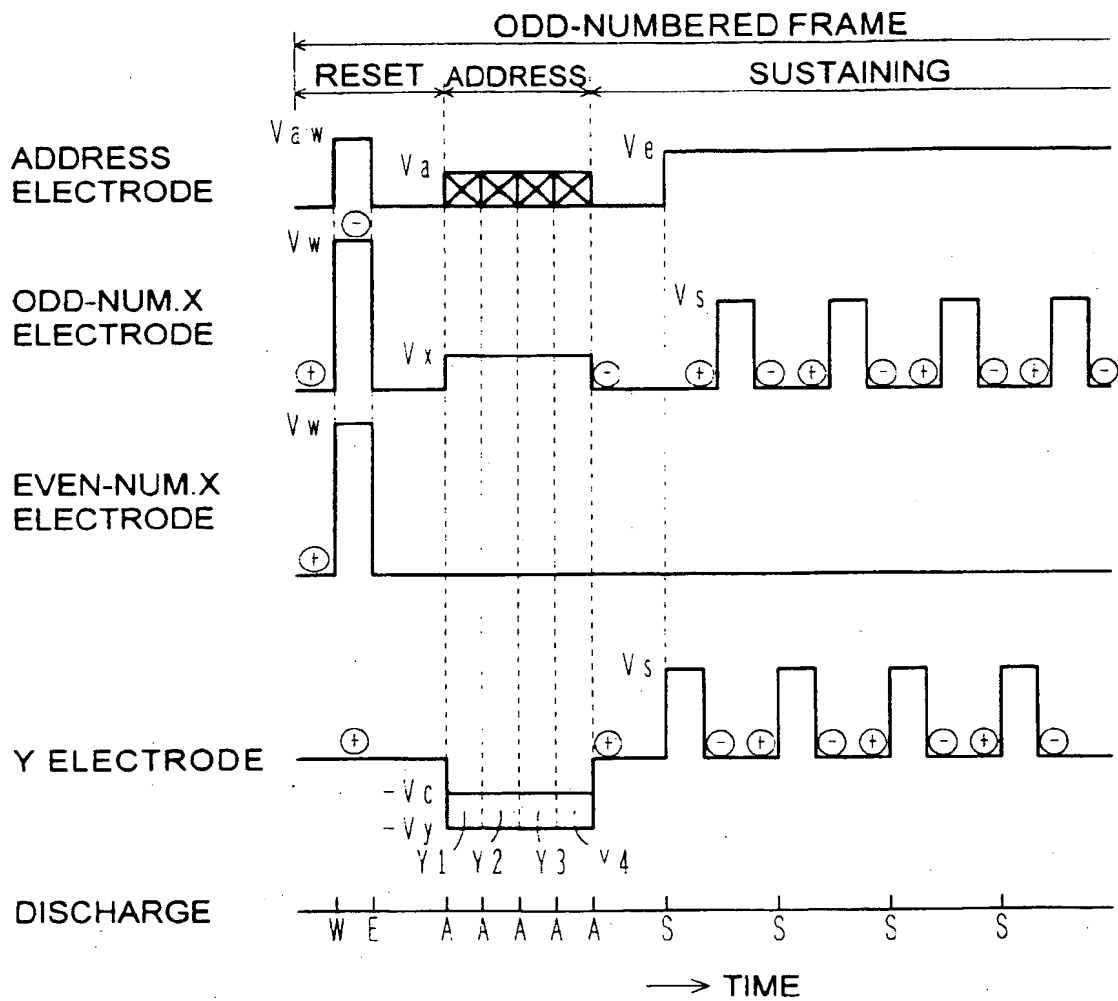 ODD-NUMBERED FRAME
RESET ADDRESS SUSTAINING
ADDRESS
ELECTRODE
Vaw
Va
Ve
−
ODD-NUM.X
ELECTRODE
Vw
Vx
Vs
+ − + − + − + − + −
EVEN-NUM.X
ELECTRODE
Vw
+
Y ELECTRODE
Vs
+ + − + − + − + −
-Vc
-Vy
Y1 Y2 Y3 Y4
DISCHARGE
W E A A A A A S S S S
→ TIME